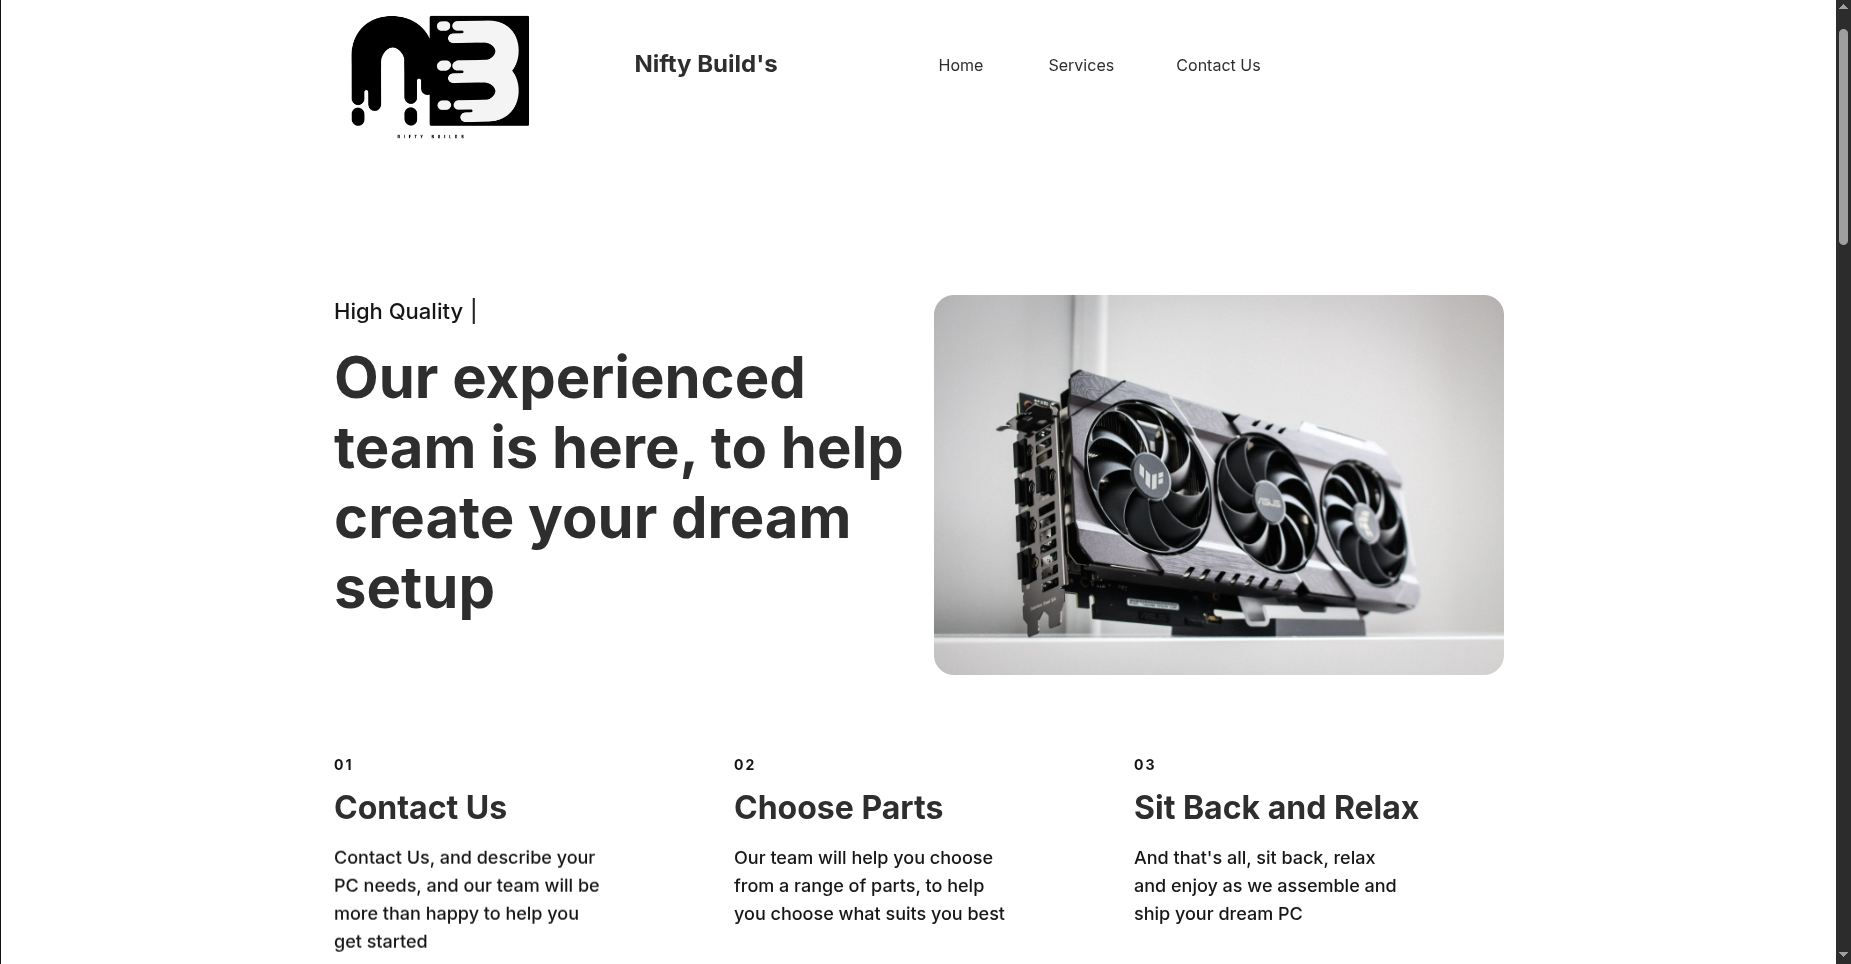 NIFTY BUILDS
Nifty Build's
Home
Services
Contact Us
High Quality |
Our experienced
team is here, to help
create your dream
setup
ASUS
01
Contact Us
Contact Us, and describe your
PC needs, and our team will be
more than happy to help you
get started
02
Choose Parts
Our team will help you choose
from a range of parts, to help
you choose what suits you best
03
Sit Back and Relax
And that's all, sit back, relax
and enjoy as we assemble and
ship your dream PC